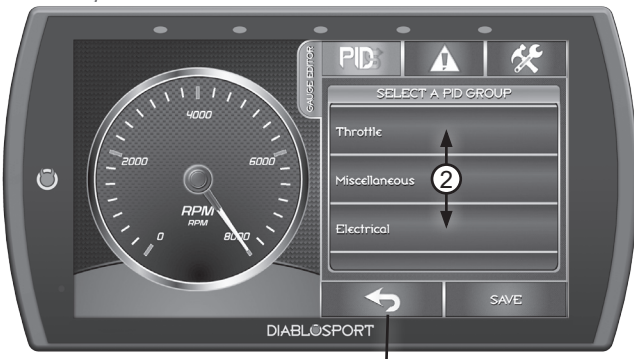 GAUGE EDITOR
PIDS
SELECT A PID GROUP
Throttle
Miscellaneous
Electrical
2
SAVE
4000
2000
6000
RPM
RPM
0
8000
DIABLOSPORT